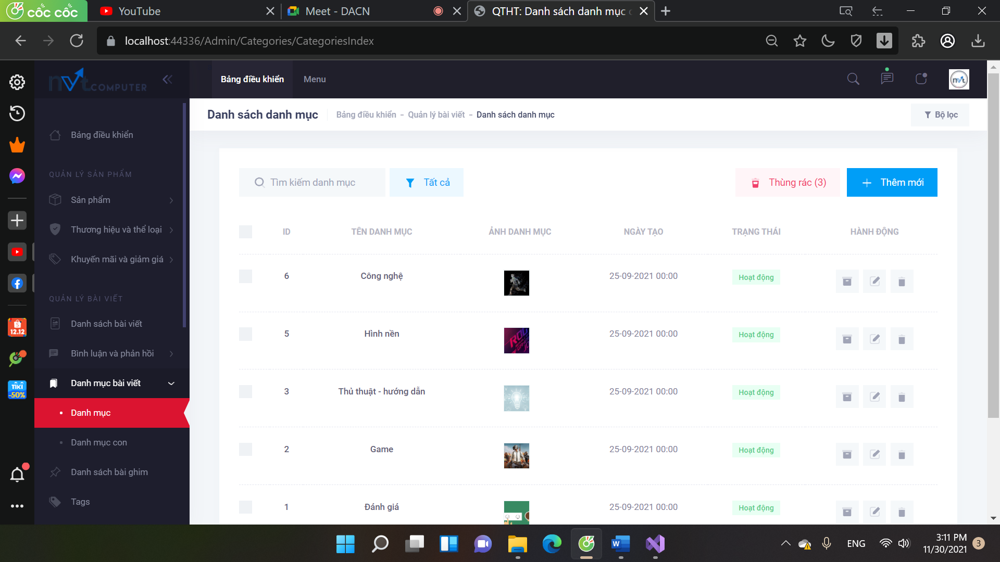 cốc cốc
YouTube
Meet - DACN
QTHT: Danh sách danh mục
localhost:44336/Admin/Categories/CategoriesIndex
nvt COMPUTER
Bảng điều khiển
Menu
nvt
Danh sách danh mục
Bảng điều khiển - Quản lý bài viết - Danh sách danh mục
Bộ lọc
Bảng điều khiển
QUẢN LÝ SẢN PHẨM
Sản phẩm
Thương hiệu và thể loại
Khuyến mãi và giảm giá
QUẢN LÝ BÀI VIẾT
Danh sách bài viết
Bình luận và phản hồi
Danh mục bài viết
Danh mục
Danh mục con
Danh sách bài ghim
Tags
12.12
TIKI
-50%
Tìm kiếm danh mục
Tất cả
Thùng rác (3)
Thêm mới
ID TÊN DANH MỤC ẢNH DANH MỤC NGÀY TẠO TRẠNG THÁI HÀNH ĐỘNG
6 Công nghệ 25-09-2021 00:00 Hoạt động
5 Hình nền 25-09-2021 00:00 Hoạt động
3 Thủ thuật - hướng dẫn 25-09-2021 00:00 Hoạt động
2 Game 25-09-2021 00:00 Hoạt động
1 Đánh giá 25-09-2021 00:00 Hoạt động
W
ENG
3:11 PM
11/30/2021
3